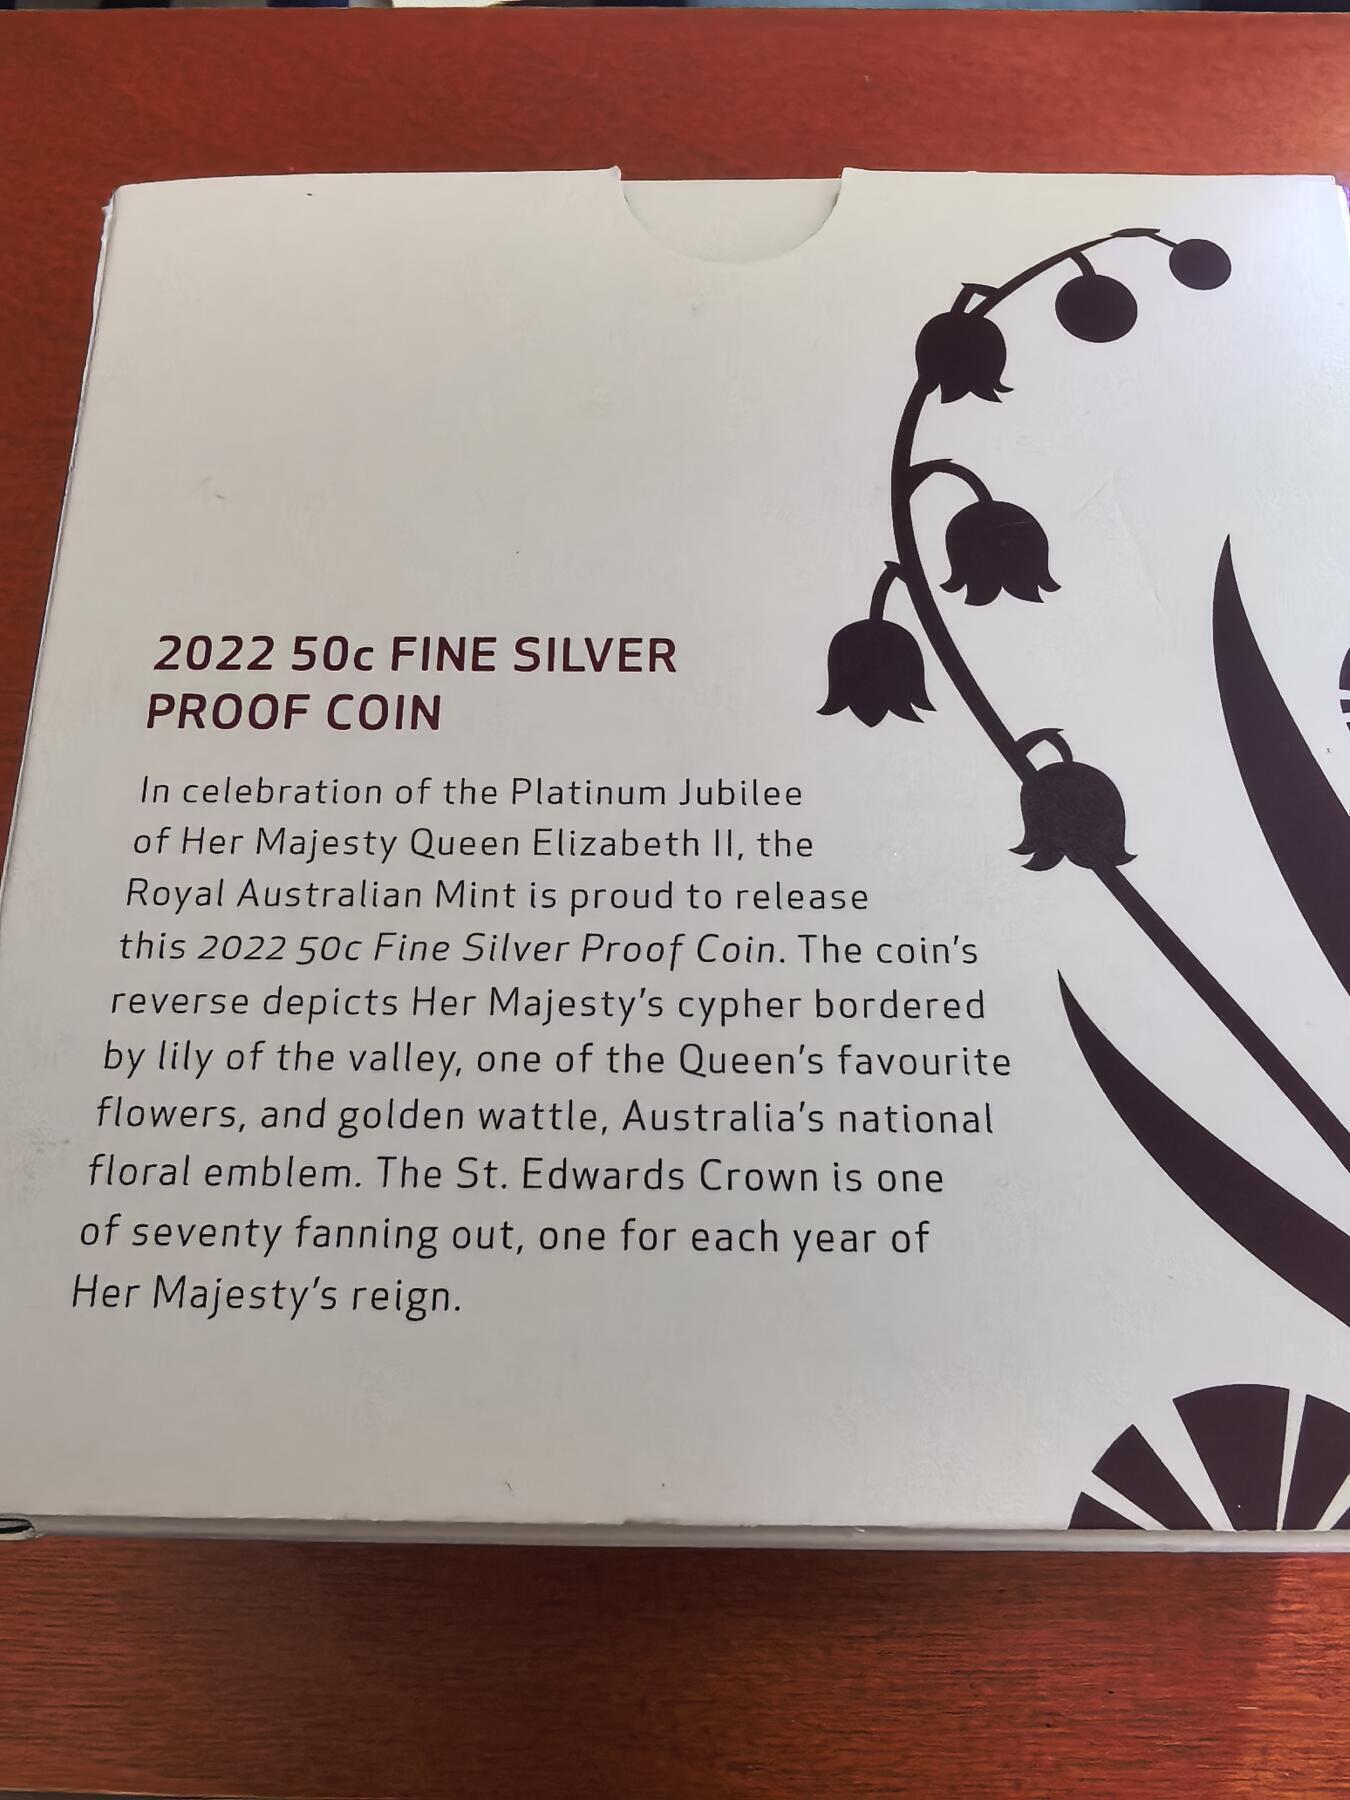 2022 50c FINE SILVER
PROOF COIN
In celebration of the Platinum Jubilee
of Her Majesty Queen Elizabeth II, the
Royal Australian Mint is proud to release
this 2022 50c Fine Silver Proof Coin. The coin's
reverse depicts Her Majesty's cypher bordered
by lily of the valley, one of the Queen's favourite
flowers, and golden wattle, Australia's national
floral emblem. The St. Edwards Crown is one
of seventy fanning out, one for each year of
Her Majesty's reign.